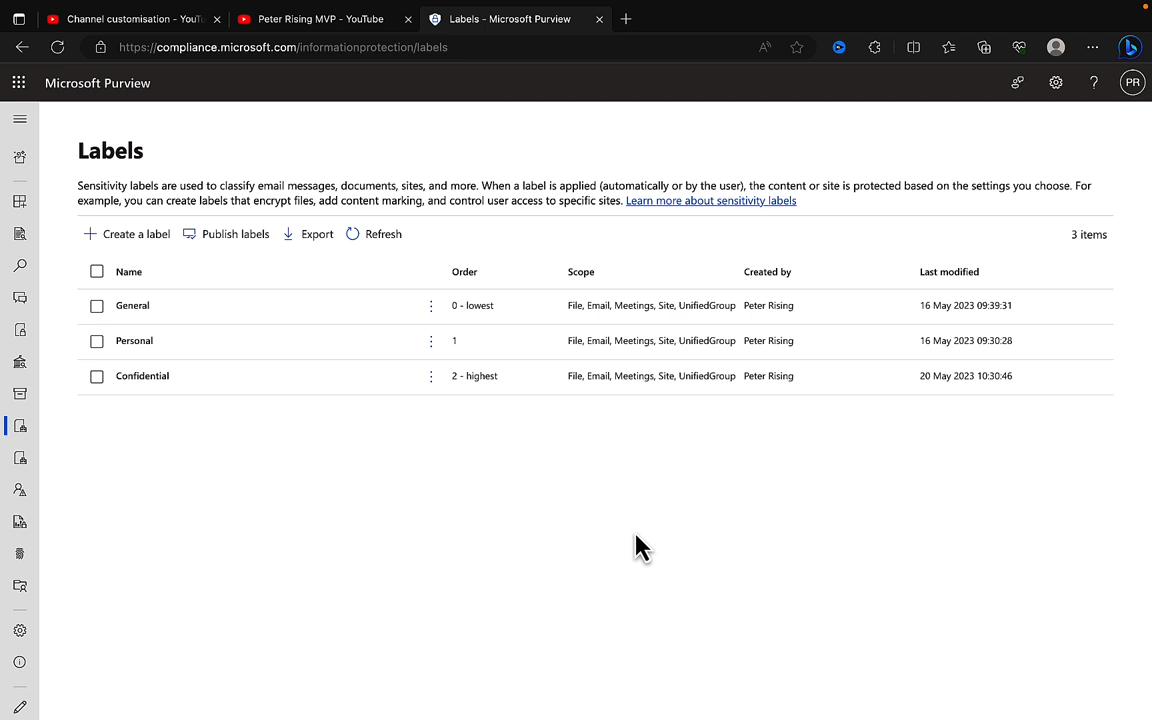 Channel customisation - YouTu
Peter Rising MVP - YouTube
Labels - Microsoft Purview
https://compliance.microsoft.com/informationprotection/labels
Microsoft Purview
PR
Labels
Sensitivity labels are used to classify email messages, documents, sites, and more. When a label is applied (automatically or by the user), the content or site is protected based on the settings you choose. For
example, you can create labels that encrypt files, add content marking, and control user access to specific sites. Learn more about sensitivity labels
Create a label Publish labels Export Refresh 3 items
Name Order Scope Created by Last modified
General 0 - lowest File, Email, Meetings, Site, UnifiedGroup Peter Rising 16 May 2023 09:39:31
Personal 1 File, Email, Meetings, Site, UnifiedGroup Peter Rising 16 May 2023 09:30:28
Confidential 2 - highest File, Email, Meetings, Site, UnifiedGroup Peter Rising 20 May 2023 10:30:46